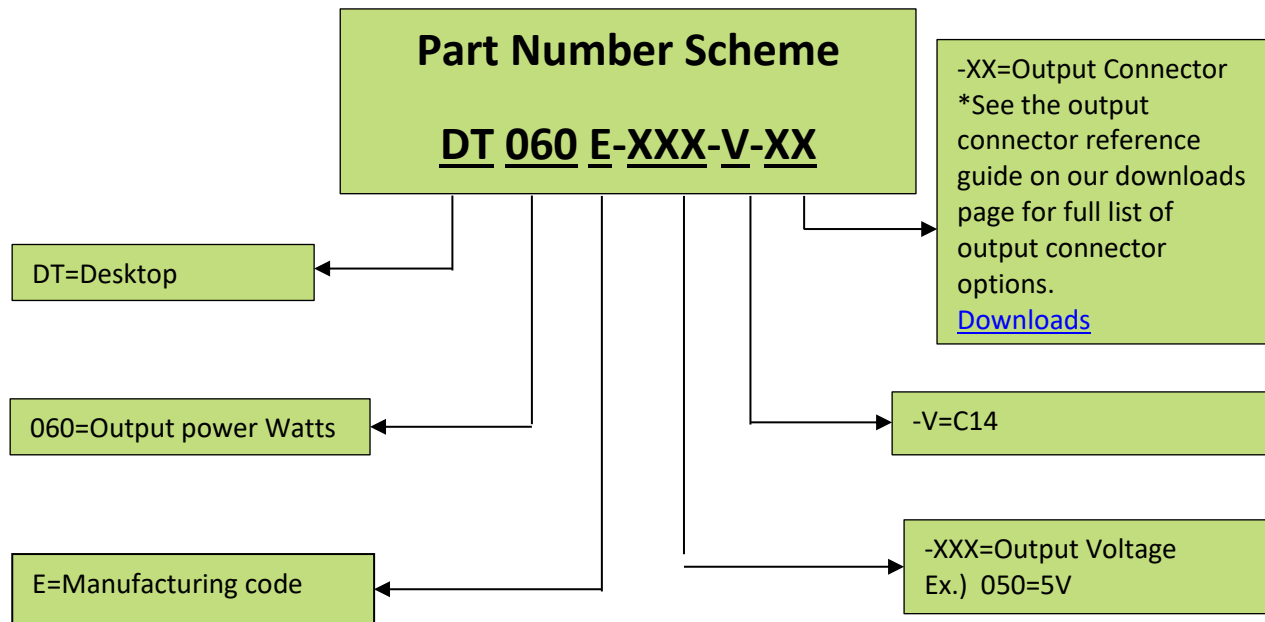 Part Number Scheme
DT 060 E-XXX-V-XX
-XX=Output Connector
*See the output
connector reference
guide on our downloads
page for full list of
output connector
options.
Downloads
DT=Desktop
060=Output power Watts
-V=C14
E=Manufacturing code
-XXX=Output Voltage
Ex.) 050=5V